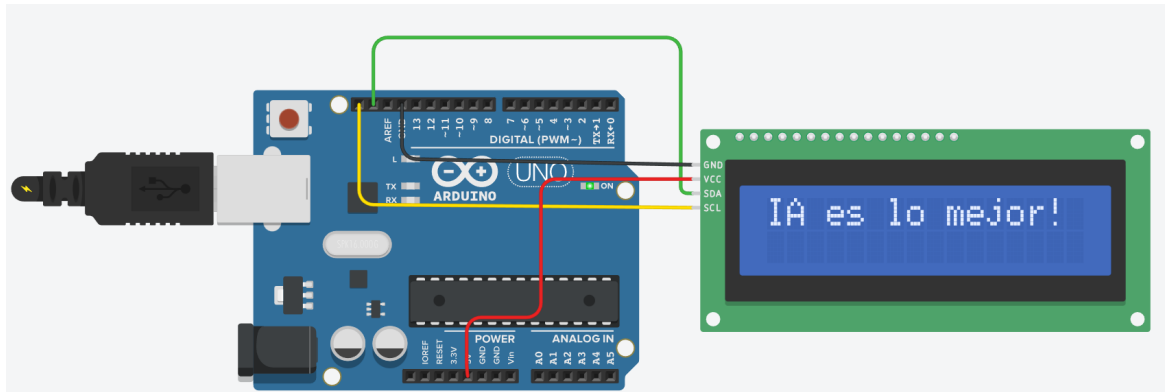 AREF
GND
13
12
~11
~10
~9
8
7
~6
~5
4
~3
2
TX→1
RX←0
DIGITAL (PWM~)
L
TX
RX
ARDUINO
UNO
ON
GND
VCC
SDA
SCL
IA es lo mejor!
POWER
ANALOG IN
IOREF
RESET
3.3V
5V
GND
GND
Vin
A0
A1
A2
A3
A4
A5